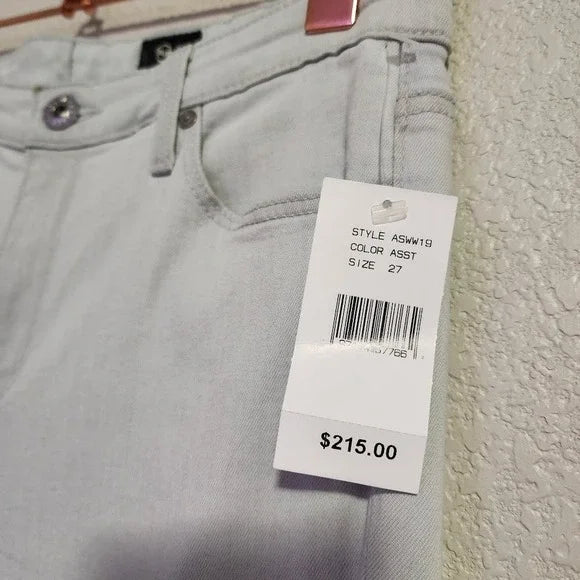 STYLE ASWW19
COLOR ASST
SIZE 27
$215.00